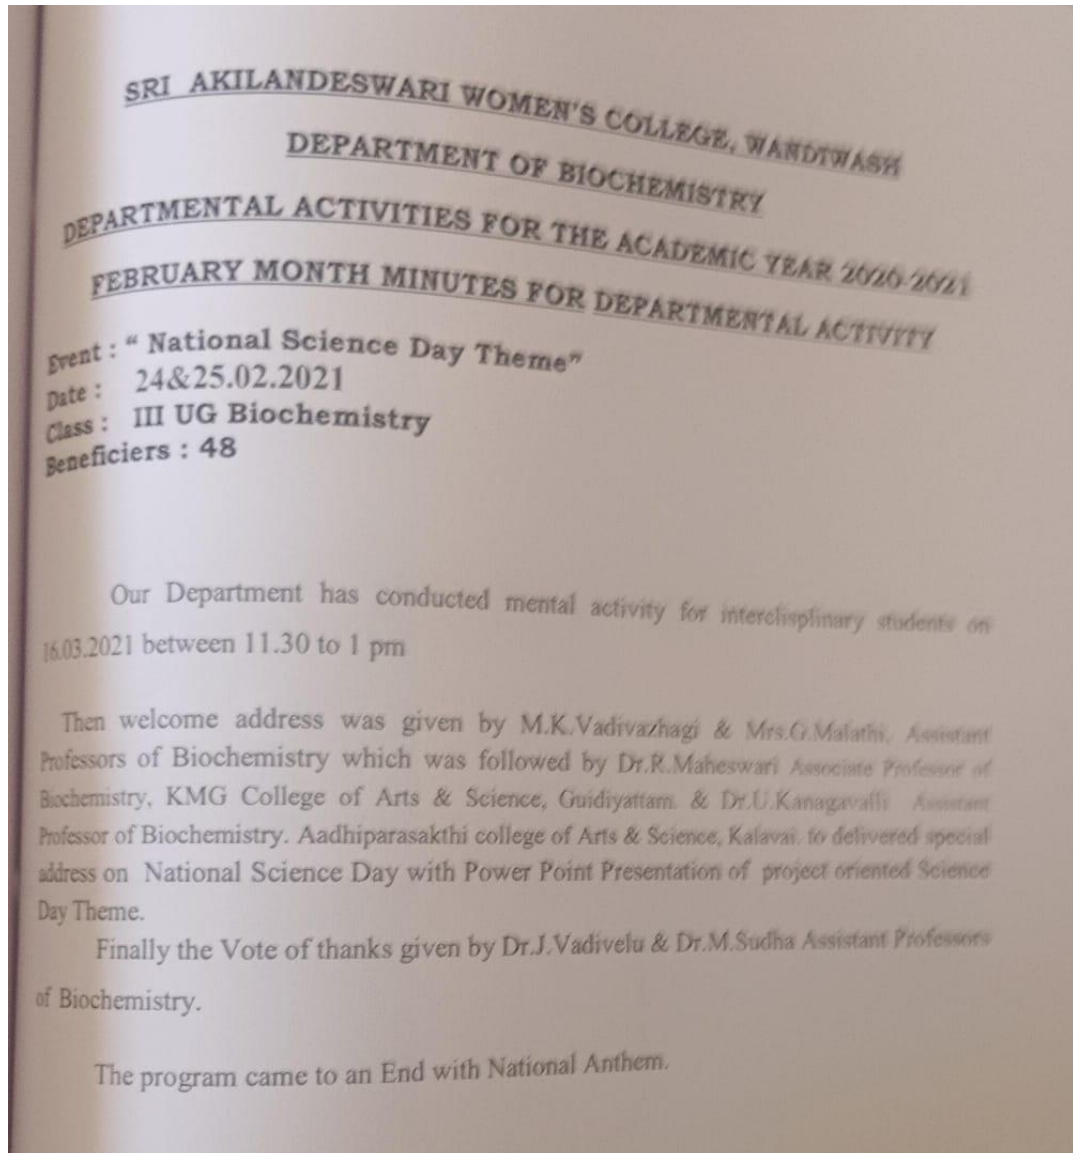 SRI AKILANDESWARI WOMEN'S COLLEGE, WANDIWASH
DEPARTMENT OF BIOCHEMISTRY
DEPARTMENTAL ACTIVITIES FOR THE ACADEMIC YEAR 2020-2021
FEBRUARY MONTH MINUTES FOR DEPARTMENTAL ACTIVITY
Event : “ National Science Day Theme”
Date : 24&25.02.2021
Class : III UG Biochemistry
Beneficiers : 48
Our Department has conducted mental activity for interclisplinary students on
16.03.2021 between 11.30 to 1 pm
Then welcome address was given by M.K.Vadivazhagi & Mrs.G.Malathi, Assistant
Professors of Biochemistry which was followed by Dr.R.Maheswari Associate Professor of
Biochemistry, KMG College of Arts & Science, Guidiyattam. & Dr.U.Kanagavalli Assistant
Professor of Biochemistry. Aadhiparasakthi college of Arts & Science, Kalavai. to delivered special
address on National Science Day with Power Point Presentation of project oriented Science
Day Theme.
Finally the Vote of thanks given by Dr.J.Vadivelu & Dr.M.Sudha Assistant Professors
of Biochemistry.
The program came to an End with National Anthem.